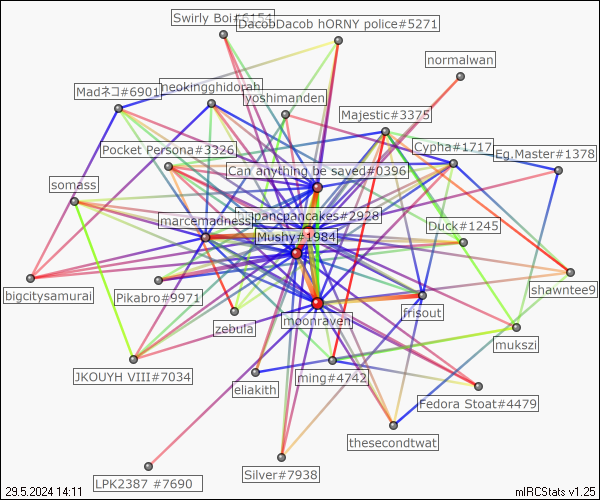 Swirly Boi#6154
DacobDacob hORNY police#5271
normalwan
Madネコ#6901
neokingghidorah
yoshimanden
Majestic#3375
Pocket Persona#3326
Cypha#1717
Eg.Master#1378
Can anything be saved#0396
somass
marcemadness
hispancpancakes#2928
Duck#1245
Mushy#1984
bigcitysamurai
Pikabro#9971
shawntee9
zebula
moonraven
frisout
mukszi
JKOUYH VIII#7034
eliakith
ming#4742
Fedora Stoat#4479
thesecondtwat
LPK2387 #7690
Silver#7938
29.5.2024 14:11
mIRCStats v1.25